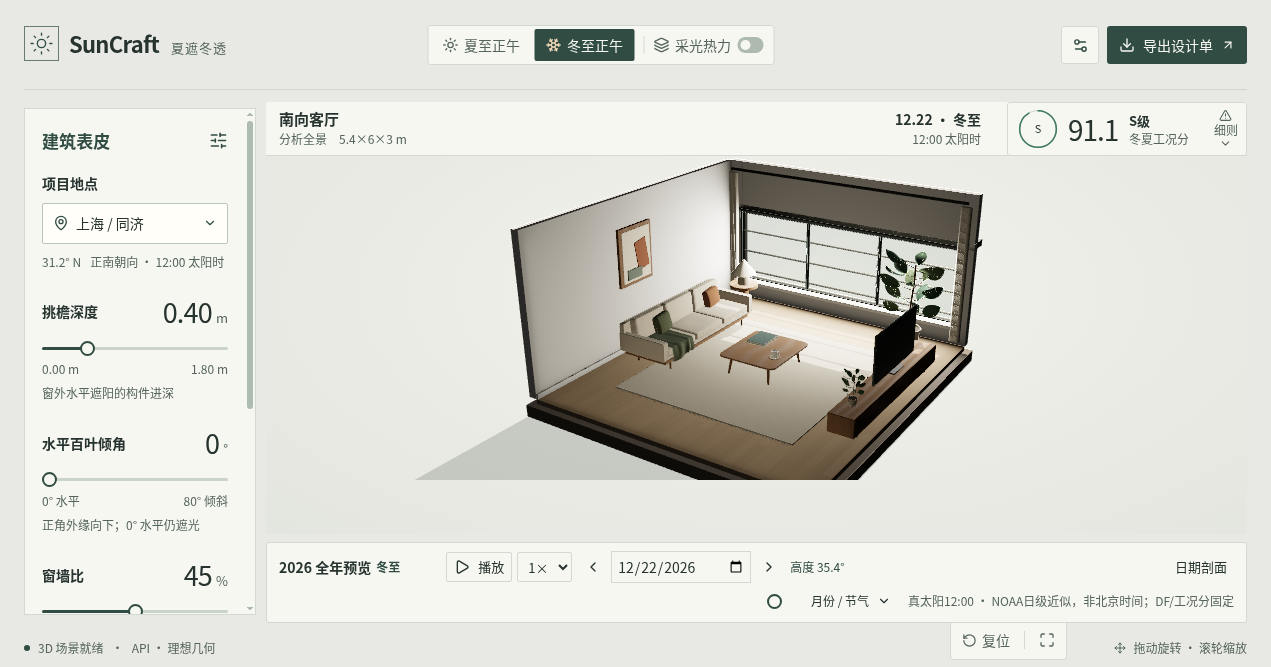 SunCraft 夏遮冬透
夏至正午 冬至正午 采光热力
导出设计单
建筑表皮
项目地点
上海 / 同济
31.2° N 正南朝向 · 12:00 太阳时
挑檐深度 0.40 m
0.00 m 1.80 m
窗外水平遮阳的构件进深
水平百叶倾角 0 °
0° 水平 80° 倾斜
正角外缘向下；0° 水平仍遮光
窗墙比 45 %
南向客厅
分析全景 5.4×6×3 m
12.22 · 冬至
12:00 太阳时
S 91.1 S级
冬夏工况分
细则
2026 全年预览 冬至
播放 1× 12/22/2026 高度 35.4°
日期剖面
月份 / 节气 真太阳12:00 · NOAA日级近似，非北京时间；DF/工况分固定
3D 场景就绪 · API · 理想几何
复位
拖动旋转 · 滚轮缩放